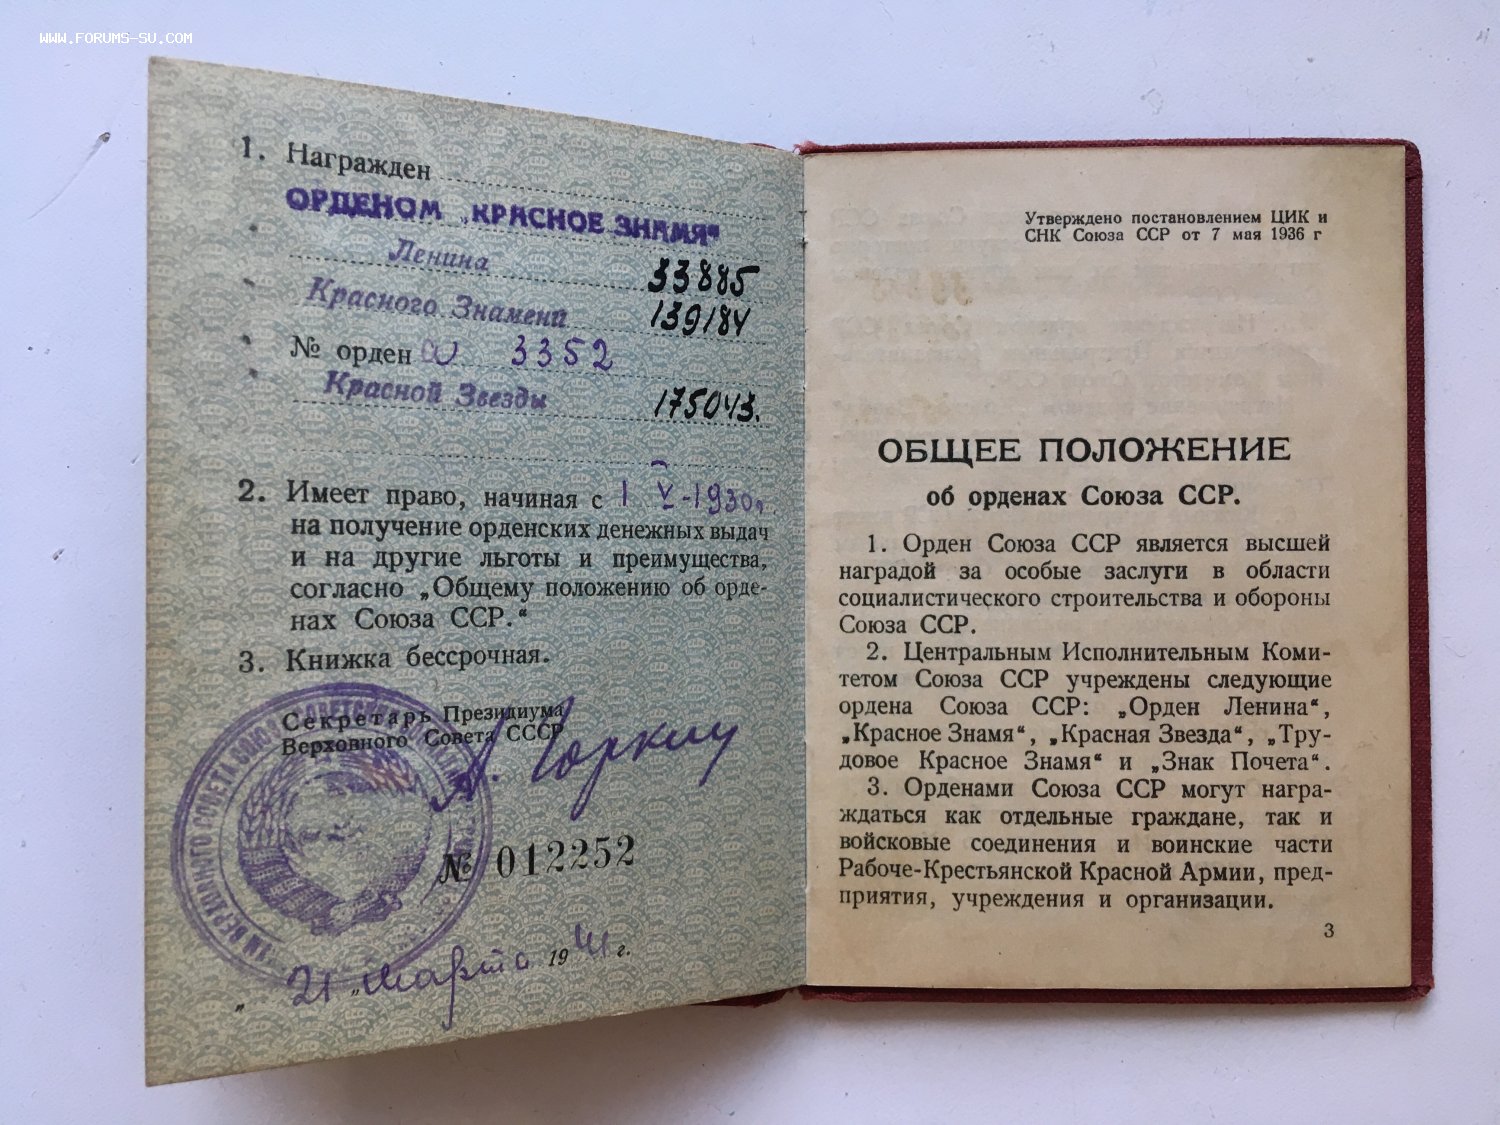 WWW.FORUMS-SU.COM
1. Награжден
ОРДЕНОМ „КРАСНОЕ ЗНАМЯ"
Ленина 33885
Красного Знамени 139184
№ орден 3352
Красной Звезды 175043.
2. Имеет право, начиная с 1 V-1930г.
на получение орденских денежных выдач
и на другие льготы и преимущества,
согласно „Общему положению об орде-
нах Союза ССР.“
3. Книжка бессрочная.
Секретарь Президиума
Верховного Совета СССР
А. Горкин
№ 012252
„ 21 „ марта 1941 г.
Утверждено постановлением ЦИК и
СНК Союза ССР от 7 мая 1936 г
ОБЩЕЕ ПОЛОЖЕНИЕ
об орденах Союза ССР.
1. Орден Союза ССР является высшей
наградой за особые заслуги в области
социалистического строительства и обороны
Союза ССР.
2. Центральным Исполнительным Коми-
тетом Союза ССР учреждены следующие
ордена Союза ССР: „Орден Ленина“,
„Красное Знамя“, „Красная Звезда“, „Тру-
довое Красное Знамя“ и „Знак Почета“.
3. Орденами Союза ССР могут награ-
ждаться как отдельные граждане, так и
войсковые соединения и воинские части
Рабоче-Крестьянской Красной Армии, пред-
приятия, учреждения и организации.
3